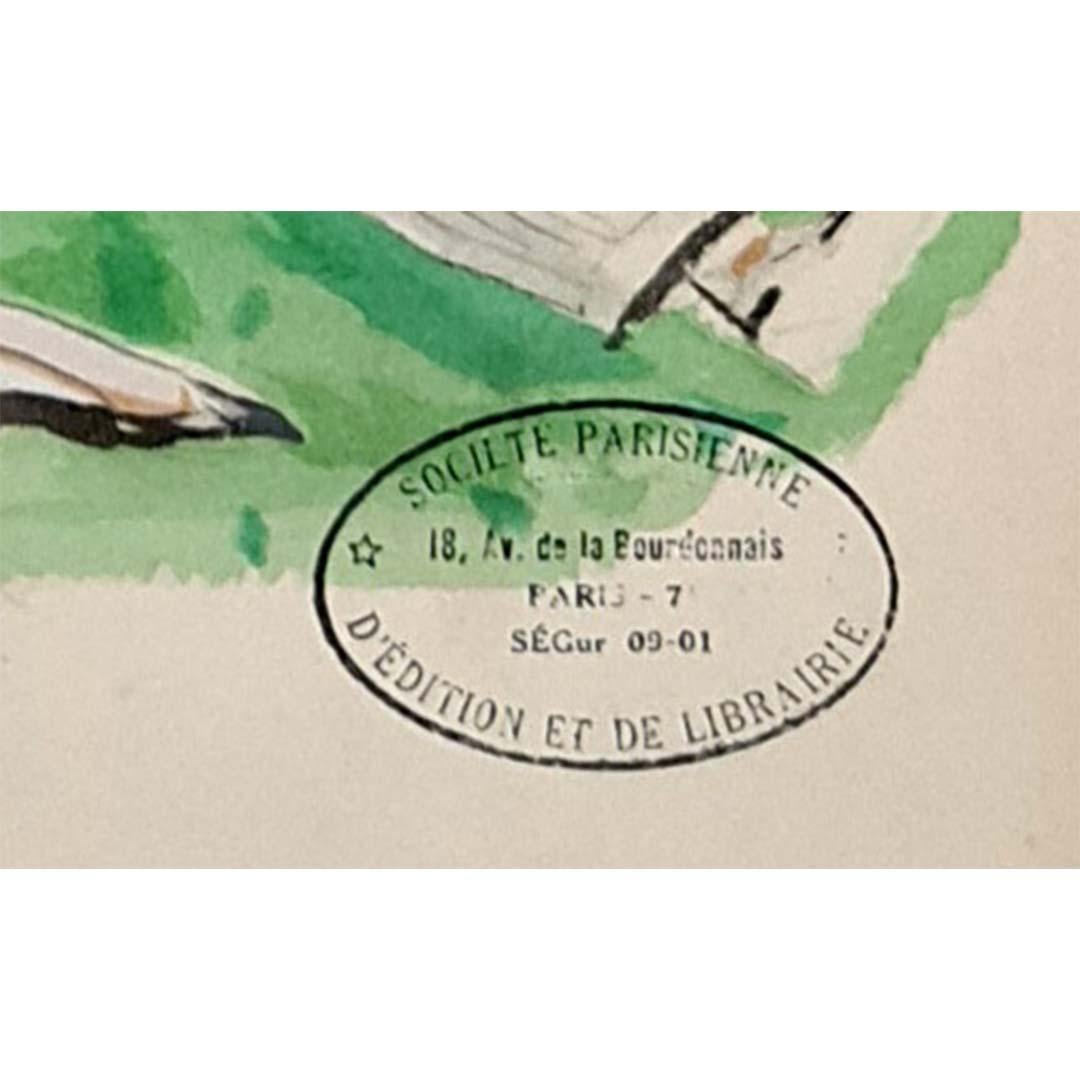 SOCIÉTÉ PARISIENNE
18, Av. de la Bourdonnais
PARIS - 7
SÉGur 09-01
D'ÉDITION ET DE LIBRAIRIE